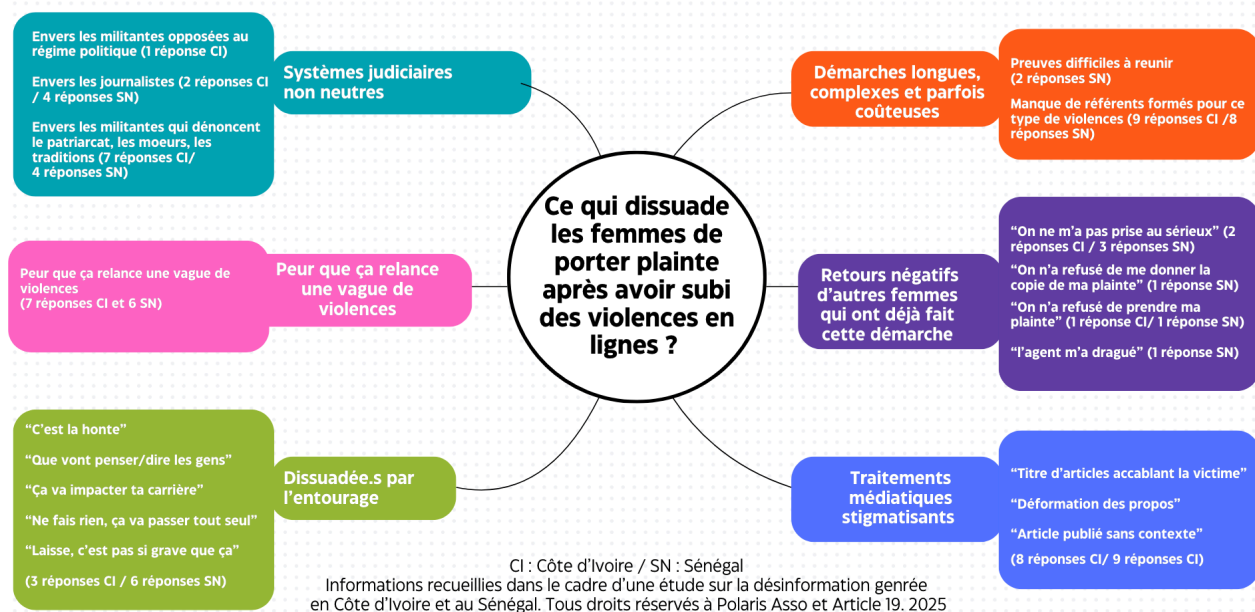 Envers les militantes opposées au
régime politique (1 réponse CI)
Envers les journalistes (2 réponses CI
/ 4 réponses SN)
Envers les militantes qui dénoncent
le patriarcat, les moeurs, les
traditions (7 réponses CI/
4 réponses SN)
Systèmes judiciaires
non neutres
Démarches longues,
complexes et parfois
coûteuses
Preuves difficiles à reunir
(2 réponses SN)
Manque de référents formés pour ce
type de violences (9 réponses CI /8
réponses SN)
Ce qui dissuade
les femmes de
porter plainte
après avoir subi
des violences en
lignes ?
Peur que ça relance une vague de
violences
(7 réponses CI et 6 SN)
Peur que ça relance
une vague de
violences
Retours négatifs
d’autres femmes
qui ont déjà fait
cette démarche
“On ne m’a pas prise au sérieux” (2
réponses CI / 3 réponses SN)
“On n’a refusé de me donner la
copie de ma plainte” (1 réponse SN)
“On n’a refusé de prendre ma
plainte” (1 réponse CI/ 1 réponse SN)
“l’agent m’a dragué” (1 réponse SN)
“C’est la honte”
“Que vont penser/dire les gens”
“Ça va impacter ta carrière”
“Ne fais rien, ça va passer tout seul”
“Laisse, c’est pas si grave que ça”
(3 réponses CI / 6 réponses SN)
Dissuadée.s par
l’entourage
Traitements
médiatiques
stigmatisants
“Titre d’articles accablant la victime”
“Déformation des propos”
“Article publié sans contexte”
(8 réponses CI/ 9 réponses CI)
CI : Côte d’Ivoire / SN : Sénégal
Informations recueillies dans le cadre d’une étude sur la désinformation genrée
en Côte d’Ivoire et au Sénégal. Tous droits réservés à Polaris Asso et Article 19. 2025